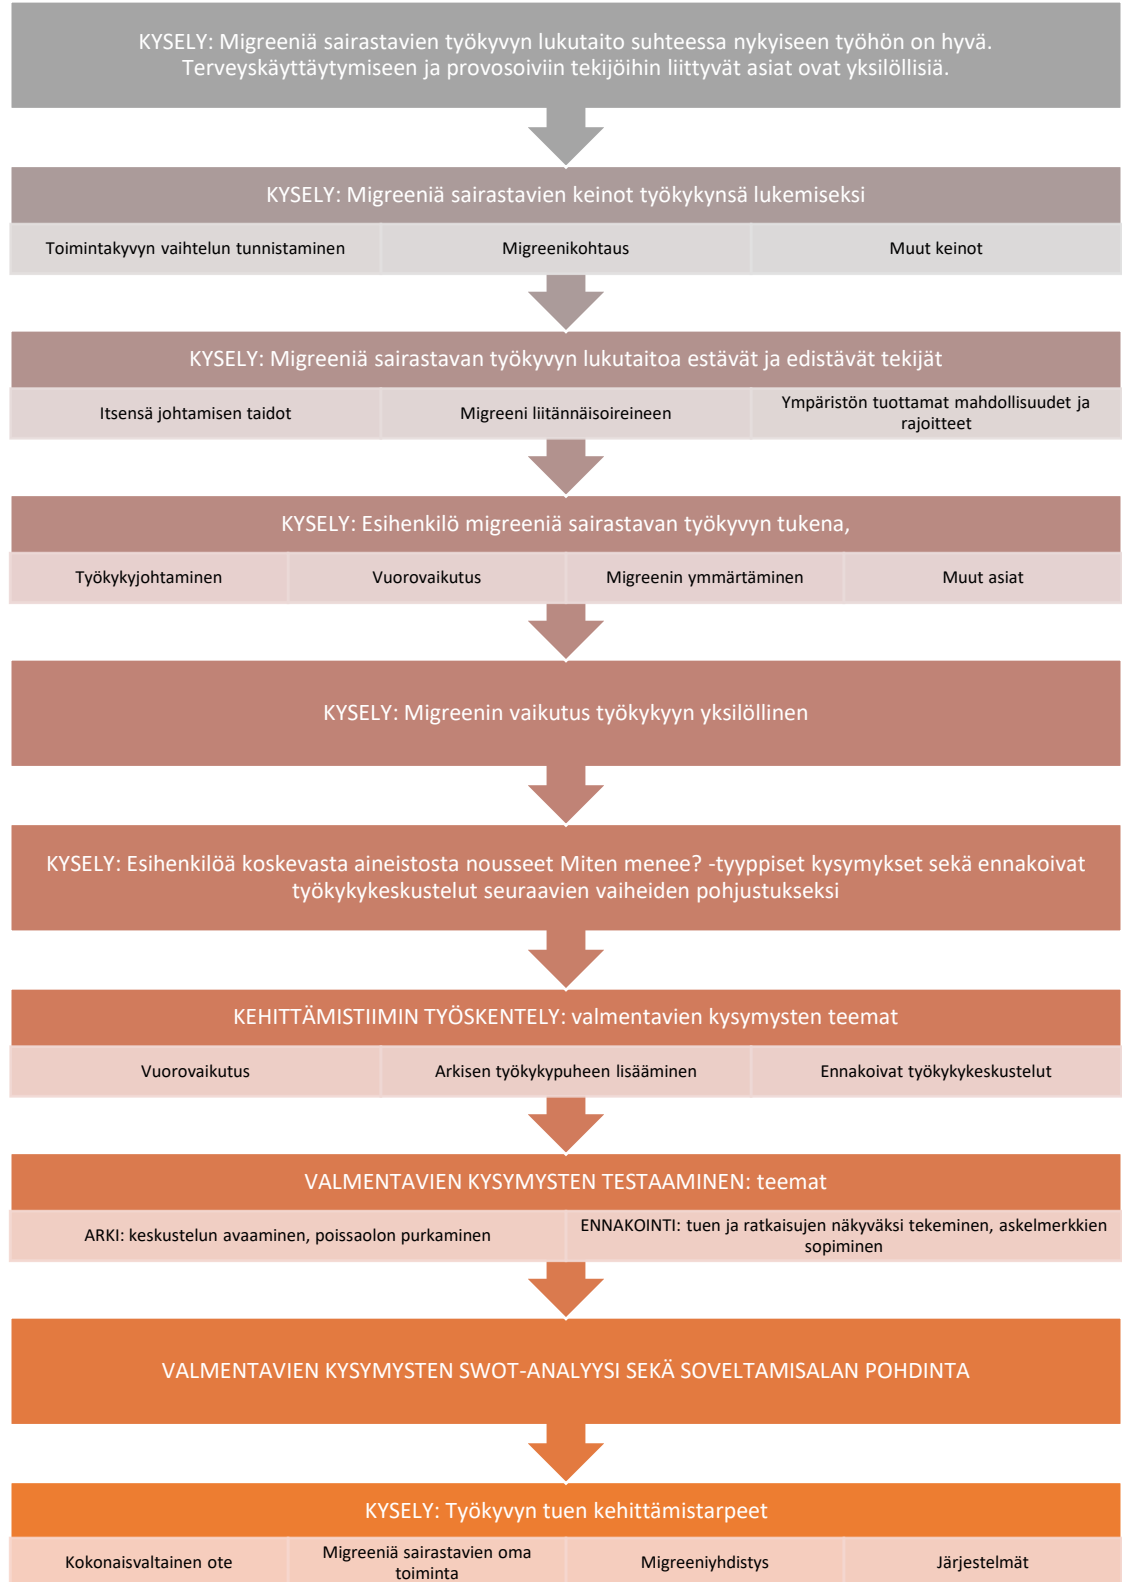 KYSELY: Migreeniä sairastavien työkyvyn lukutaito suhteessa nykyiseen työhön on hyvä.
Terveyskäyttäytymiseen ja provosoiviin tekijöihin liittyvät asiat ovat yksilöllisiä.
KYSELY: Migreeniä sairastavien keinot työkykynsä lukemiseksi
Toimintakyvyn vaihtelun tunnistaminen
Migreenikohtaus
Muut keinot
KYSELY: Migreeniä sairastavan työkyvyn lukutaitoa estävät ja edistävät tekijät
Itsensä johtamisen taidot
Migreeni liitännäisoireineen
Ympäristön tuottamat mahdollisuudet ja
rajoitteet
KYSELY: Esihenkilö migreeniä sairastavan työkyvyn tukena,
Työkykyjohtaminen
Vuorovaikutus
Migreenin ymmärtäminen
Muut asiat
KYSELY: Migreenin vaikutus työkykyyn yksilöllinen
KYSELY: Esihenkilöä koskevasta aineistosta nousseet Miten menee? -tyyppiset kysymykset sekä ennakoivat
työkykykeskustelut seuraavien vaiheiden pohjustukseksi
KEHITTÄMISTIIMIN TYÖSKENTELY: valmentavien kysymysten teemat
Vuorovaikutus
Arkisen työkykypuheen lisääminen
Ennakoivat työkykykeskustelut
VALMENTAVIEN KYSYMYSTEN TESTAAMINEN: teemat
ARKI: keskustelun avaaminen, poissaolon purkaminen
ENNAKOINTI: tuen ja ratkaisujen näkyväksi tekeminen, askelmerkkien
sopiminen
VALMENTAVIEN KYSYMYSTEN SWOT-ANALYYSI SEKÄ SOVELTAMISALAN POHDINTA
KYSELY: Työkyvyn tuen kehittämistarpeet
Kokonaisvaltainen ote
Migreeniä sairastavien oma
toiminta
Migreeniyhdistys
Järjestelmät